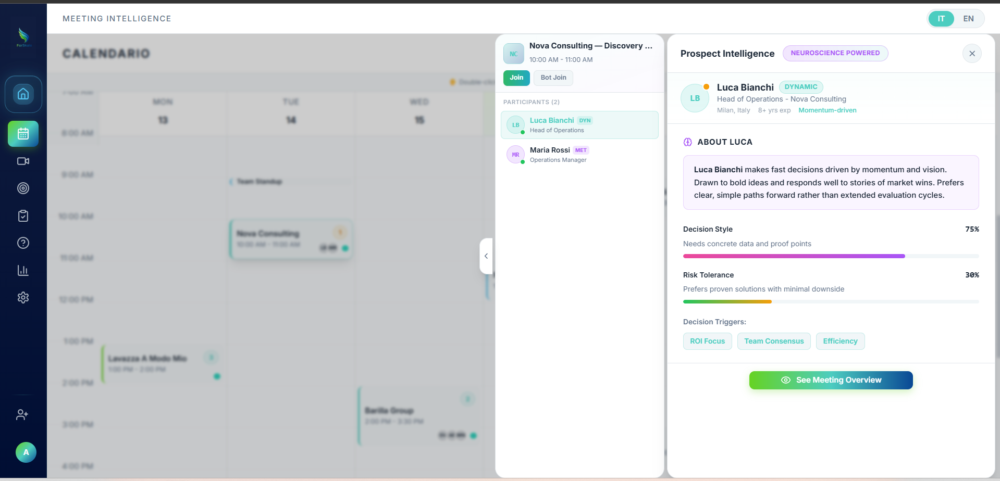 MEETING INTELLIGENCE
IT
EN
CALENDARIO
MON
TUE
WED
13
14
15
8:00 AM
9:00 AM
Team Standup
10:00 AM
Nova Consulting
10:00 AM - 11:00 AM
11:00 AM
12:00 PM
1:00 PM
Lavazza A Modo Mio
1:00 PM - 2:00 PM
2:00 PM
Barilla Group
2:00 PM - 3:30 PM
3:00 PM
4:00 PM
A
NC
Nova Consulting — Discovery ...
10:00 AM - 11:00 AM
Join
Bot Join
PARTICIPANTS (2)
LB
Luca Bianchi DYN
Head of Operations
MR
Maria Rossi MET
Operations Manager
Prospect Intelligence
NEUROSCIENCE POWERED
LB
Luca Bianchi
DYNAMIC
Head of Operations - Nova Consulting
Milan, Italy 8+ yrs exp Momentum-driven
ABOUT LUCA
Luca Bianchi makes fast decisions driven by momentum and vision.
Drawn to bold ideas and responds well to stories of market wins. Prefers
clear, simple paths forward rather than extended evaluation cycles.
Decision Style 75%
Needs concrete data and proof points
Risk Tolerance 30%
Prefers proven solutions with minimal downside
Decision Triggers:
ROI Focus
Team Consensus
Efficiency
See Meeting Overview